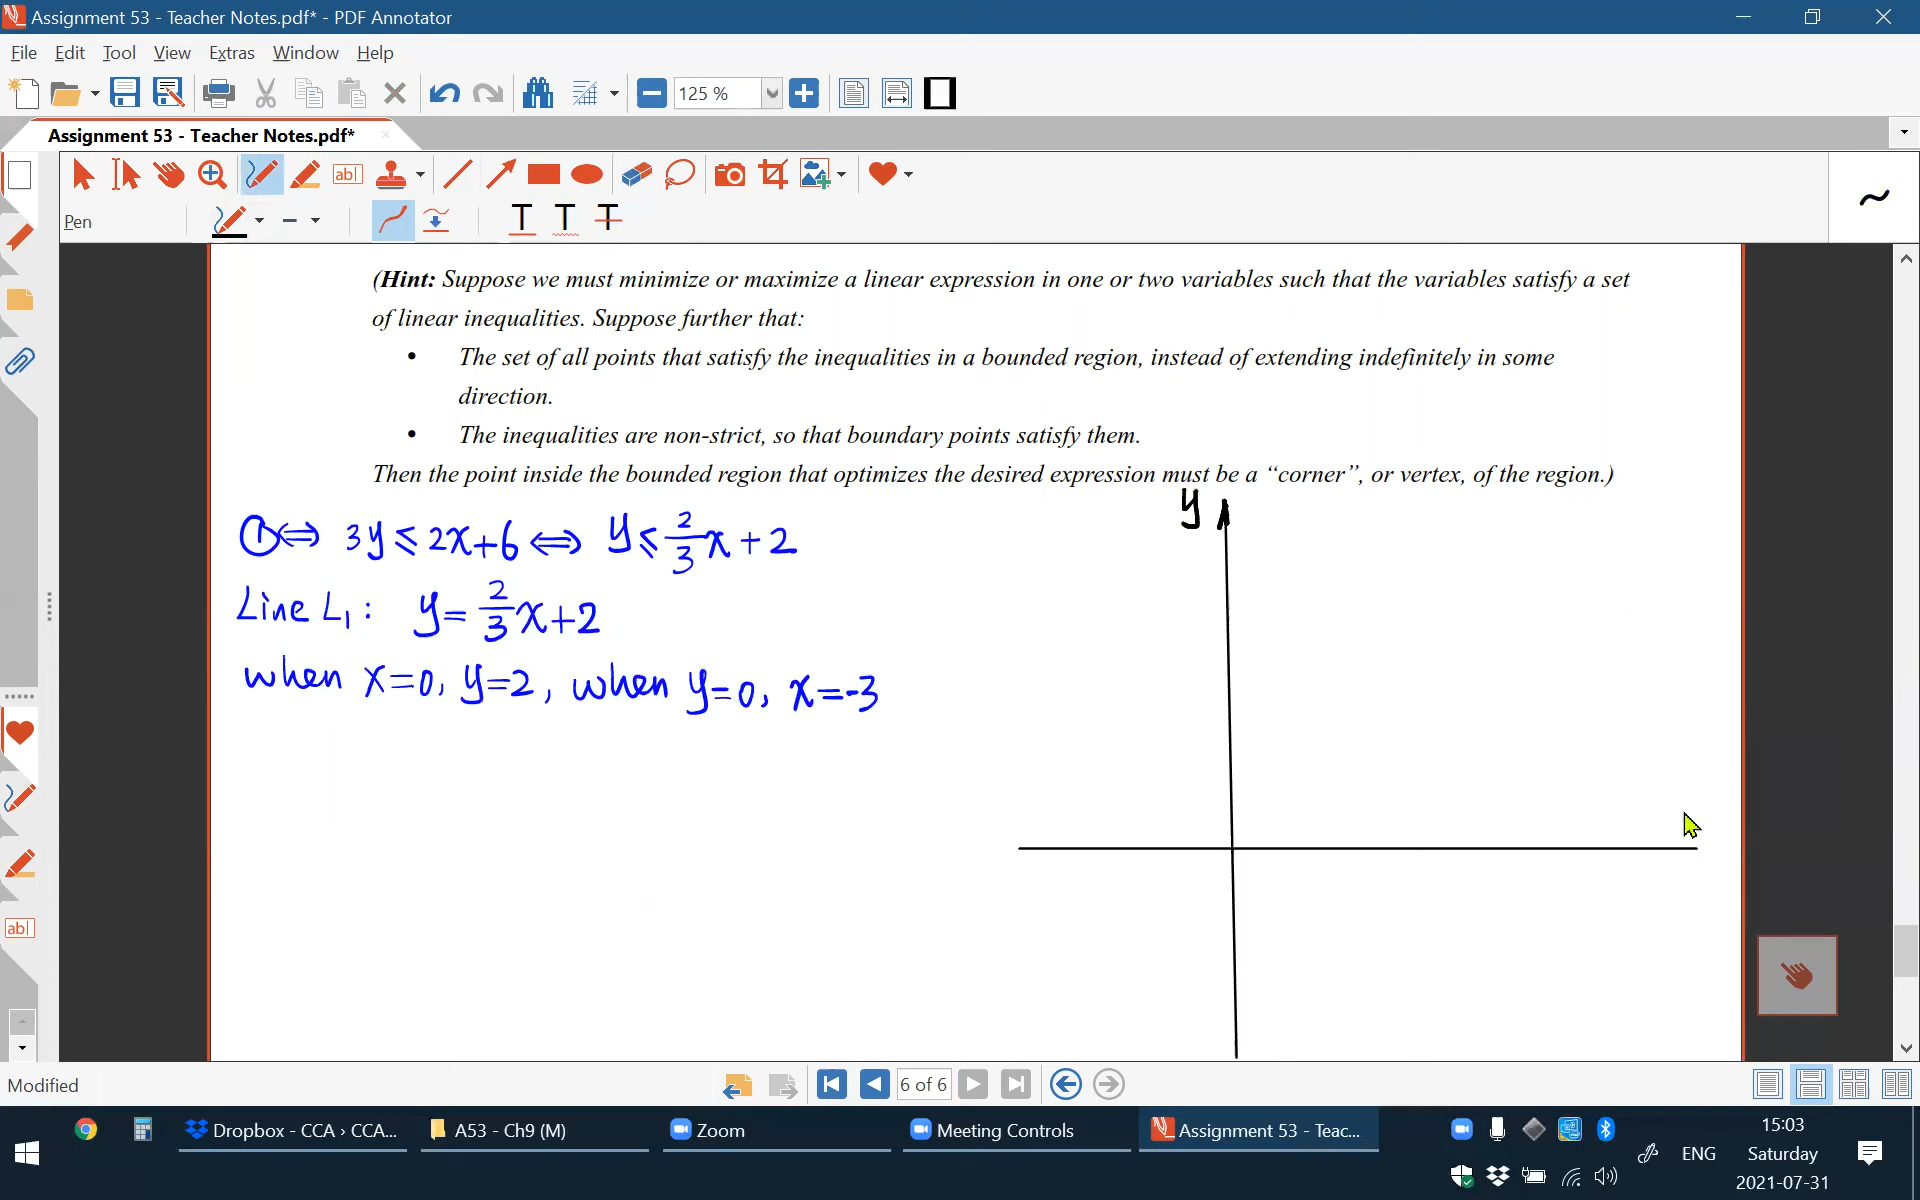 Assignment 53 - Teacher Notes.pdf* - PDF Annotator
File Edit Tool View Extras Window Help
125 %
Assignment 53 - Teacher Notes.pdf*
ab|
Pen
T T T
(Hint: Suppose we must minimize or maximize a linear expression in one or two variables such that the variables satisfy a set
of linear inequalities. Suppose further that:
• The set of all points that satisfy the inequalities in a bounded region, instead of extending indefinitely in some
direction.
• The inequalities are non-strict, so that boundary points satisfy them.
Then the point inside the bounded region that optimizes the desired expression must be a “corner”, or vertex, of the region.)
y
① ⇔ 3y ≤ 2x+6 ⇔ y ≤ 2/3 x + 2
Line L₁: y = 2/3 x + 2
when x=0, y=2, when y=0, x=-3
ab|
Modified
6 of 6
Dropbox - CCA › CCA...
A53 - Ch9 (M)
Zoom
Meeting Controls
Assignment 53 - Teac...
ENG
15:03
Saturday
2021-07-31